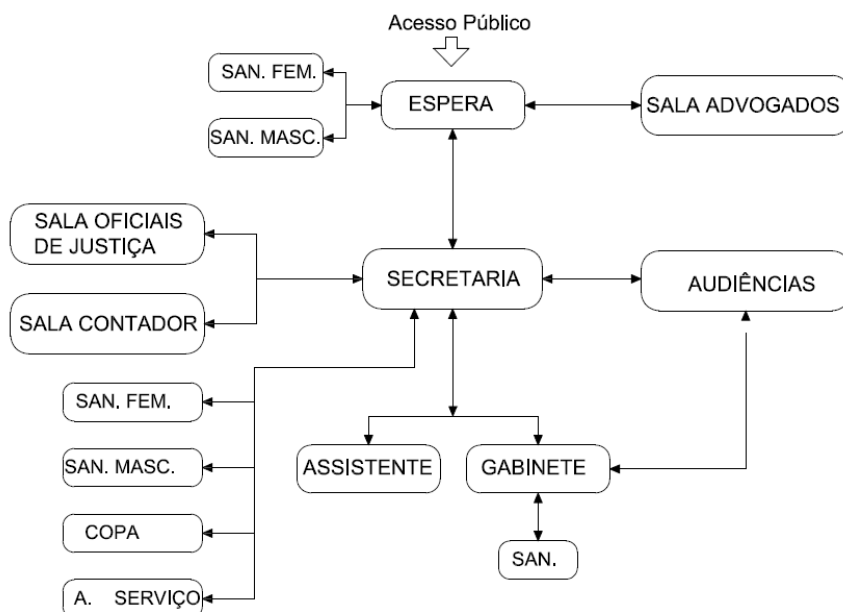 Acesso Público
SAN. FEM.
ESPERA
SALA ADVOGADOS
SAN. MASC.
SALA OFICIAIS
DE JUSTIÇA
SECRETARIA
AUDIÊNCIAS
SALA CONTADOR
SAN. FEM.
SAN. MASC.
ASSISTENTE
GABINETE
COPA
SAN.
A. SERVIÇO